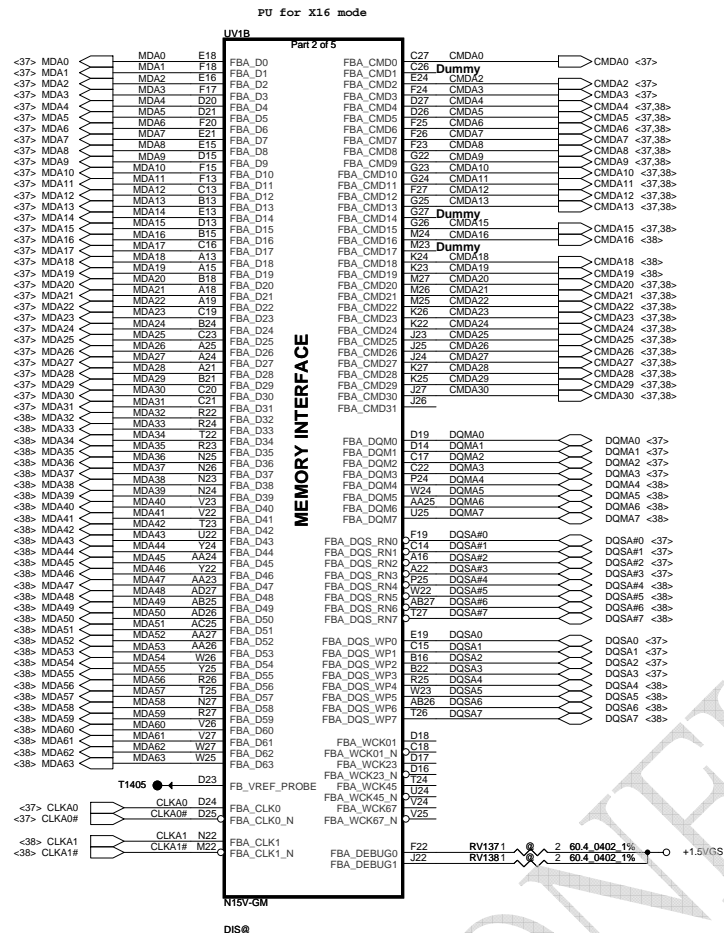 PU for X16 mode
UV1B
Part 2 of 5
MEMORY INTERFACE
<37> MDA0 MDA0 E18 FBA_D0
<37> MDA1 MDA1 F18 FBA_D1
<37> MDA2 MDA2 E16 FBA_D2
<37> MDA3 MDA3 F17 FBA_D3
<37> MDA4 MDA4 D20 FBA_D4
<37> MDA5 MDA5 D21 FBA_D5
<37> MDA6 MDA6 F20 FBA_D6
<37> MDA7 MDA7 E21 FBA_D7
<37> MDA8 MDA8 E15 FBA_D8
<37> MDA9 MDA9 D15 FBA_D9
<37> MDA10 MDA10 F15 FBA_D10
<37> MDA11 MDA11 F13 FBA_D11
<37> MDA12 MDA12 C13 FBA_D12
<37> MDA13 MDA13 B13 FBA_D13
<37> MDA14 MDA14 E13 FBA_D14
<37> MDA15 MDA15 D13 FBA_D15
<37> MDA16 MDA16 B15 FBA_D16
<37> MDA17 MDA17 C16 FBA_D17
<37> MDA18 MDA18 A13 FBA_D18
<37> MDA19 MDA19 A15 FBA_D19
<37> MDA20 MDA20 B18 FBA_D20
<37> MDA21 MDA21 A18 FBA_D21
<37> MDA22 MDA22 A19 FBA_D22
<37> MDA23 MDA23 C19 FBA_D23
<37> MDA24 MDA24 B24 FBA_D24
<37> MDA25 MDA25 C23 FBA_D25
<37> MDA26 MDA26 A25 FBA_D26
<37> MDA27 MDA27 A24 FBA_D27
<37> MDA28 MDA28 A21 FBA_D28
<37> MDA29 MDA29 B21 FBA_D29
<37> MDA30 MDA30 C20 FBA_D30
<37> MDA31 MDA31 C21 FBA_D31
<38> MDA32 MDA32 R22 FBA_D32
<38> MDA33 MDA33 R24 FBA_D33
<38> MDA34 MDA34 T22 FBA_D34
<38> MDA35 MDA35 R23 FBA_D35
<38> MDA36 MDA36 N25 FBA_D36
<38> MDA37 MDA37 N26 FBA_D37
<38> MDA38 MDA38 N23 FBA_D38
<38> MDA39 MDA39 N24 FBA_D39
<38> MDA40 MDA40 V23 FBA_D40
<38> MDA41 MDA41 V22 FBA_D41
<38> MDA42 MDA42 T23 FBA_D42
<38> MDA43 MDA43 U22 FBA_D43
<38> MDA44 MDA44 Y24 FBA_D44
<38> MDA45 MDA45 AA24 FBA_D45
<38> MDA46 MDA46 Y22 FBA_D46
<38> MDA47 MDA47 AA23 FBA_D47
<38> MDA48 MDA48 AD27 FBA_D48
<38> MDA49 MDA49 AB25 FBA_D49
<38> MDA50 MDA50 AD26 FBA_D50
<38> MDA51 MDA51 AC25 FBA_D51
<38> MDA52 MDA52 AA27 FBA_D52
<38> MDA53 MDA53 AA26 FBA_D53
<38> MDA54 MDA54 W26 FBA_D54
<38> MDA55 MDA55 Y25 FBA_D55
<38> MDA56 MDA56 R26 FBA_D56
<38> MDA57 MDA57 T25 FBA_D57
<38> MDA58 MDA58 N27 FBA_D58
<38> MDA59 MDA59 R27 FBA_D59
<38> MDA60 MDA60 V26 FBA_D60
<38> MDA61 MDA61 V27 FBA_D61
<38> MDA62 MDA62 W27 FBA_D62
<38> MDA63 MDA63 W25 FBA_D63
T1405 D23 FB_VREF_PROBE
<37> CLKA0 CLKA0 D24 FBA_CLK0
<37> CLKA0# CLKA0# D25 FBA_CLK0_N
<38> CLKA1 CLKA1 N22 FBA_CLK1
<38> CLKA1# CLKA1# M22 FBA_CLK1_N
FBA_CMD0 C27 CMDA0 CMDA0 <37>
FBA_CMD1 C26 Dummy
FBA_CMD2 E24 CMDA2 CMDA2 <37>
FBA_CMD3 F24 CMDA3 CMDA3 <37>
FBA_CMD4 D27 CMDA4 CMDA4 <37,38>
FBA_CMD5 D26 CMDA5 CMDA5 <37,38>
FBA_CMD6 F25 CMDA6 CMDA6 <37,38>
FBA_CMD7 F26 CMDA7 CMDA7 <37,38>
FBA_CMD8 F23 CMDA8 CMDA8 <37,38>
FBA_CMD9 G22 CMDA9 CMDA9 <37,38>
FBA_CMD10 G23 CMDA10 CMDA10 <37,38>
FBA_CMD11 G24 CMDA11 CMDA11 <37,38>
FBA_CMD12 F27 CMDA12 CMDA12 <37,38>
FBA_CMD13 G25 CMDA13 CMDA13 <37,38>
FBA_CMD14 G27 Dummy
FBA_CMD15 G26 CMDA15 CMDA15 <37,38>
FBA_CMD16 M24 CMDA16 CMDA16 <38>
FBA_CMD17 M23 Dummy
FBA_CMD18 K24 CMDA18 CMDA18 <38>
FBA_CMD19 K23 CMDA19 CMDA19 <38>
FBA_CMD20 M27 CMDA20 CMDA20 <37,38>
FBA_CMD21 M26 CMDA21 CMDA21 <37,38>
FBA_CMD22 M25 CMDA22 CMDA22 <37,38>
FBA_CMD23 K26 CMDA23 CMDA23 <37,38>
FBA_CMD24 K22 CMDA24 CMDA24 <37,38>
FBA_CMD25 J23 CMDA25 CMDA25 <37,38>
FBA_CMD26 J25 CMDA26 CMDA26 <37,38>
FBA_CMD27 J24 CMDA27 CMDA27 <37,38>
FBA_CMD28 K27 CMDA28 CMDA28 <37,38>
FBA_CMD29 K25 CMDA29 CMDA29 <37,38>
FBA_CMD30 J27 CMDA30 CMDA30 <37,38>
FBA_CMD31 J26
FBA_DQM0 D19 DQMA0 DQMA0 <37>
FBA_DQM1 D14 DQMA1 DQMA1 <37>
FBA_DQM2 C17 DQMA2 DQMA2 <37>
FBA_DQM3 C22 DQMA3 DQMA3 <37>
FBA_DQM4 P24 DQMA4 DQMA4 <38>
FBA_DQM5 W24 DQMA5 DQMA5 <38>
FBA_DQM6 AA25 DQMA6 DQMA6 <38>
FBA_DQM7 U25 DQMA7 DQMA7 <38>
FBA_DQS_RN0 F19 DQSA#0 DQSA#0 <37>
FBA_DQS_RN1 C14 DQSA#1 DQSA#1 <37>
FBA_DQS_RN2 A16 DQSA#2 DQSA#2 <37>
FBA_DQS_RN3 A22 DQSA#3 DQSA#3 <37>
FBA_DQS_RN4 P25 DQSA#4 DQSA#4 <38>
FBA_DQS_RN5 W22 DQSA#5 DQSA#5 <38>
FBA_DQS_RN6 AB27 DQSA#6 DQSA#6 <38>
FBA_DQS_RN7 T27 DQSA#7 DQSA#7 <38>
FBA_DQS_WP0 E19 DQSA0 DQSA0 <37>
FBA_DQS_WP1 C15 DQSA1 DQSA1 <37>
FBA_DQS_WP2 B16 DQSA2 DQSA2 <37>
FBA_DQS_WP3 B22 DQSA3 DQSA3 <37>
FBA_DQS_WP4 R25 DQSA4 DQSA4 <38>
FBA_DQS_WP5 W23 DQSA5 DQSA5 <38>
FBA_DQS_WP6 AB26 DQSA6 DQSA6 <38>
FBA_DQS_WP7 T26 DQSA7 DQSA7 <38>
FBA_WCK01 D18
FBA_WCK01_N C18
FBA_WCK23 D17
FBA_WCK23_N D16
FBA_WCK45 T24
FBA_WCK45_N U24
FBA_WCK67 V24
FBA_WCK67_N V25
FBA_DEBUG0 F22 RV137 1 @ 2 60.4_0402_1% +1.5VGS
FBA_DEBUG1 J22 RV138 1 @ 2 60.4_0402_1%
N15V-GM
DIS@